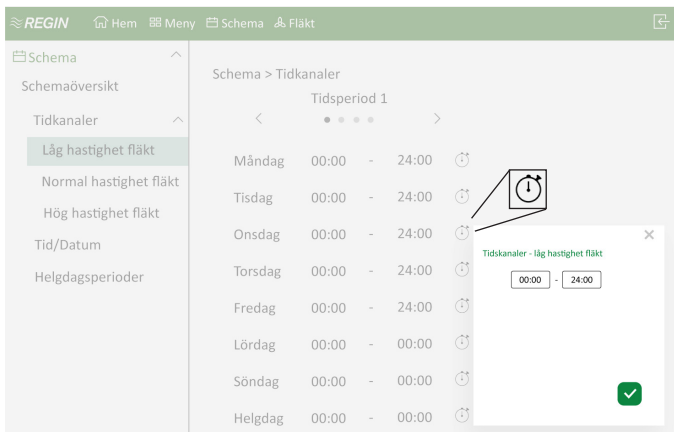 REGIN Hem Meny Schema Fläkt
Schema
Schemaöversikt
Tidkanaler
Låg hastighet fläkt
Normal hastighet fläkt
Hög hastighet fläkt
Tid/Datum
Helgdagsperioder
Schema > Tidkanaler
Tidsperiod 1
< >
Måndag 00:00 - 24:00
Tisdag 00:00 - 24:00
Onsdag 00:00 - 24:00
Torsdag 00:00 - 24:00
Fredag 00:00 - 24:00
Lördag 00:00 - 00:00
Söndag 00:00 - 00:00
Helgdag 00:00 - 00:00
Tidskanaler - låg hastighet fläkt
00:00 - 24:00